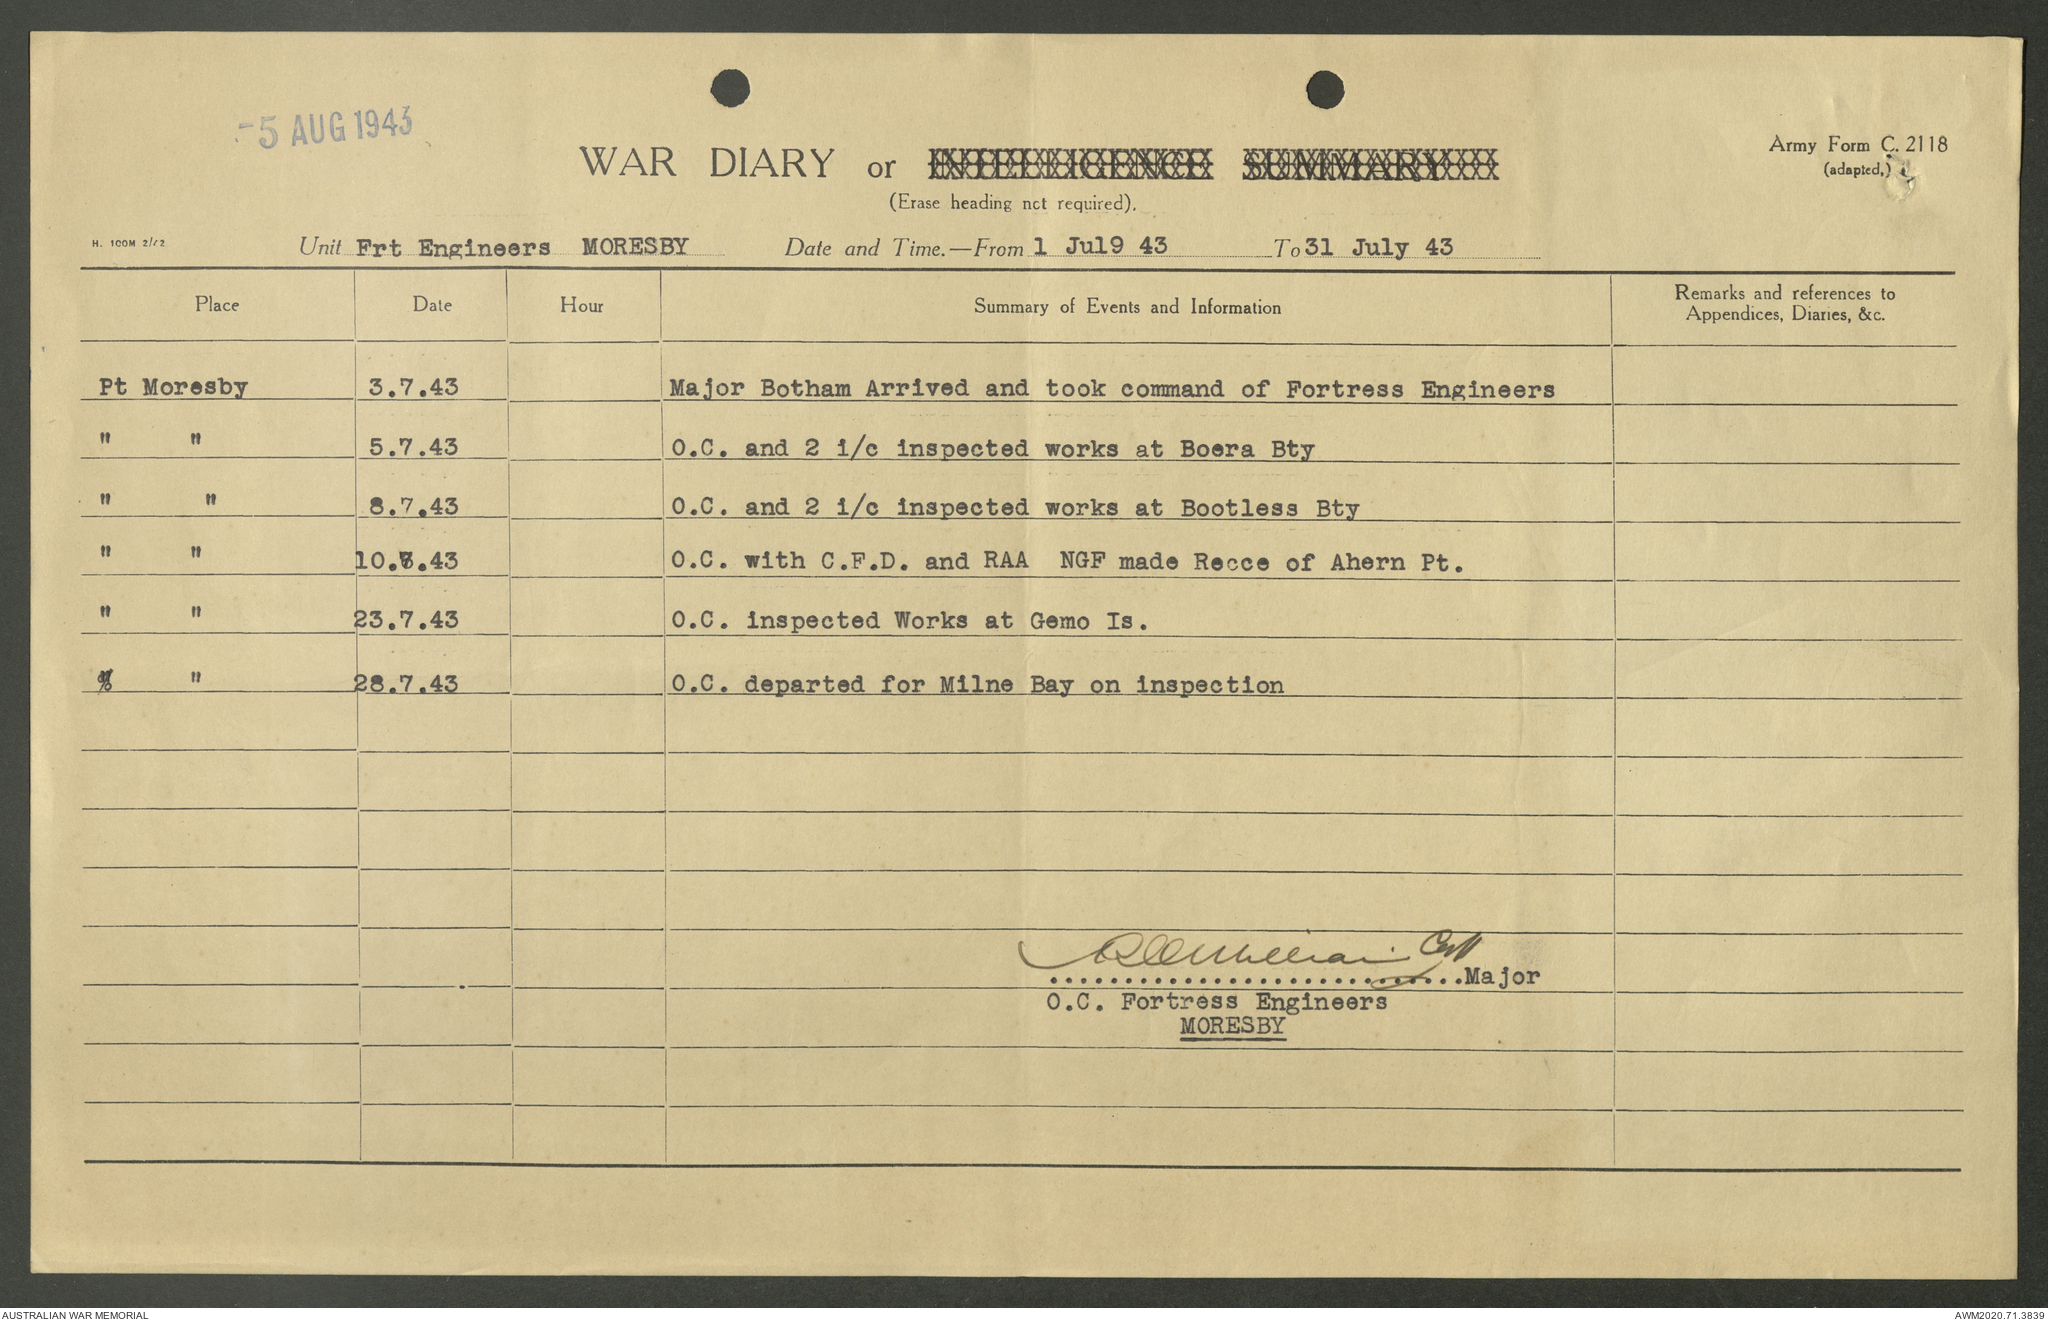 -5 AUG 1943
Army Form C. 2118
(adapted.)
WAR DIARY or INTELLIGENCE SUMMARY
(Erase heading not required).
H. 100M 2/42
Unit Frt Engineers MORESBY Date and Time.—From 1 Jul9 43 To 31 July 43
Place Date Hour Summary of Events and Information Remarks and references to
Appendices, Diaries, &c.
Pt Moresby 3.7.43 Major Botham Arrived and took command of Fortress Engineers
" " 5.7.43 O.C. and 2 i/c inspected works at Boera Bty
" " 8.7.43 O.C. and 2 i/c inspected works at Bootless Bty
" " 10.7.43 O.C. with C.F.D. and RAA NGF made Recce of Ahern Pt.
" " 23.7.43 O.C. inspected Works at Gemo Is.
" " 28.7.43 O.C. departed for Milne Bay on inspection
Capt
............................Major
O.C. Fortress Engineers
MORESBY
AUSTRALIAN WAR MEMORIAL
AWM2020.71.3839